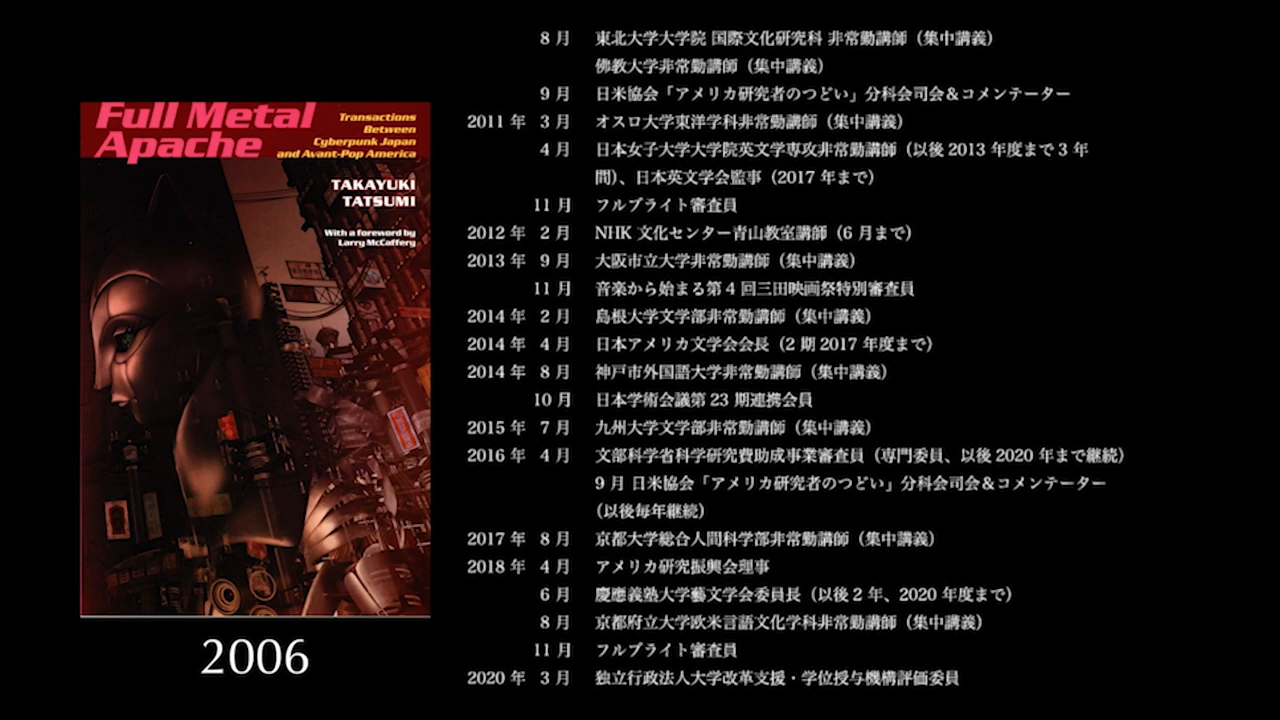 Full Metal
Apache
Transactions
Between
Cyberpunk Japan
and Avant-Pop America
TAKAYUKI
TATSUMI
With a foreword by
Larry McCaffery
2006
8 月 東北大学大学院 国際文化研究科 非常勤講師（集中講義）
佛教大学非常勤講師（集中講義）
9 月 日米協会「アメリカ研究者のつどい」分科会司会＆コメンテーター
2011 年 3 月 オスロ大学東洋学科非常勤講師（集中講義）
4 月 日本女子大学大学院英文学専攻非常勤講師（以後 2013 年度まで 3 年
間）、日本英文学会監事（2017 年まで）
11 月 フルブライト審査員
2012 年 2 月 NHK 文化センター青山教室講師（6 月まで）
2013 年 9 月 大阪市立大学非常勤講師（集中講義）
11 月 音楽から始まる第 4 回三田映画祭特別審査員
2014 年 2 月 島根大学文学部非常勤講師（集中講義）
2014 年 4 月 日本アメリカ文学会会長（2 期 2017 年度まで）
2014 年 8 月 神戸市外国語大学非常勤講師（集中講義）
10 月 日本学術会議第 23 期連携会員
2015 年 7 月 九州大学文学部非常勤講師（集中講義）
2016 年 4 月 文部科学省科学研究費助成事業審査員（専門委員、以後 2020 年まで継続）
9 月 日米協会「アメリカ研究者のつどい」分科会司会＆コメンテーター
（以後毎年継続）
2017 年 8 月 京都大学総合人間科学部非常勤講師（集中講義）
2018 年 4 月 アメリカ研究振興会理事
6 月 慶應義塾大学藝文学会委員長（以後 2 年、2020 年度まで）
8 月 京都府立大学欧米言語文化学科非常勤講師（集中講義）
11 月 フルブライト審査員
2020 年 3 月 独立行政法人大学改革支援・学位授与機構評価委員